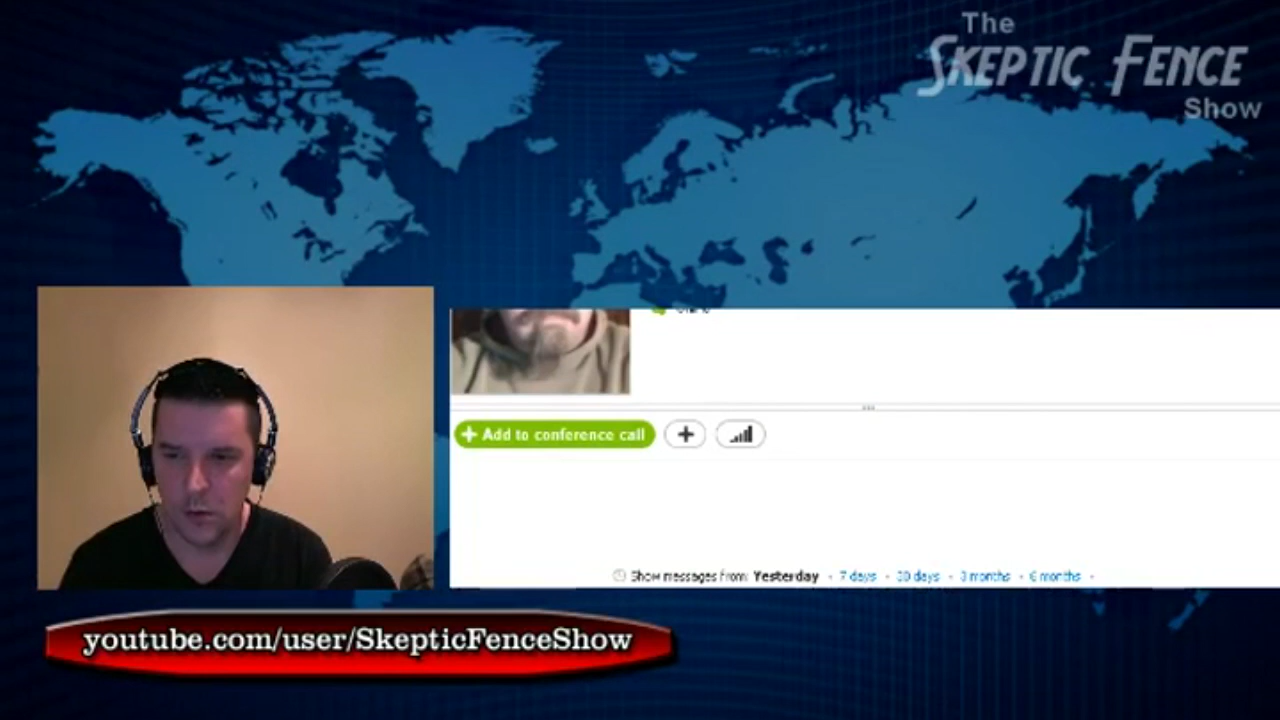 The
SKEPTIC FENCE
Show
Add to conference call
Show messages from: Yesterday • 7 days • 30 days • 3 months • 6 months •
youtube.com/user/SkepticFenceShow